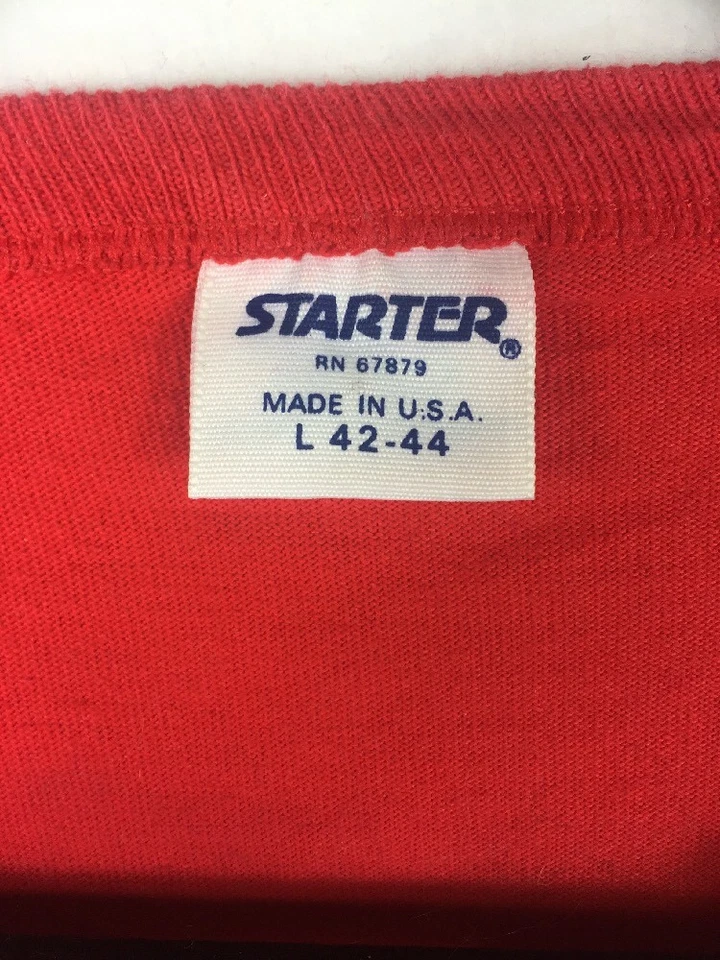 STARTER®
RN 67879
MADE IN U.S.A.
L 42-44